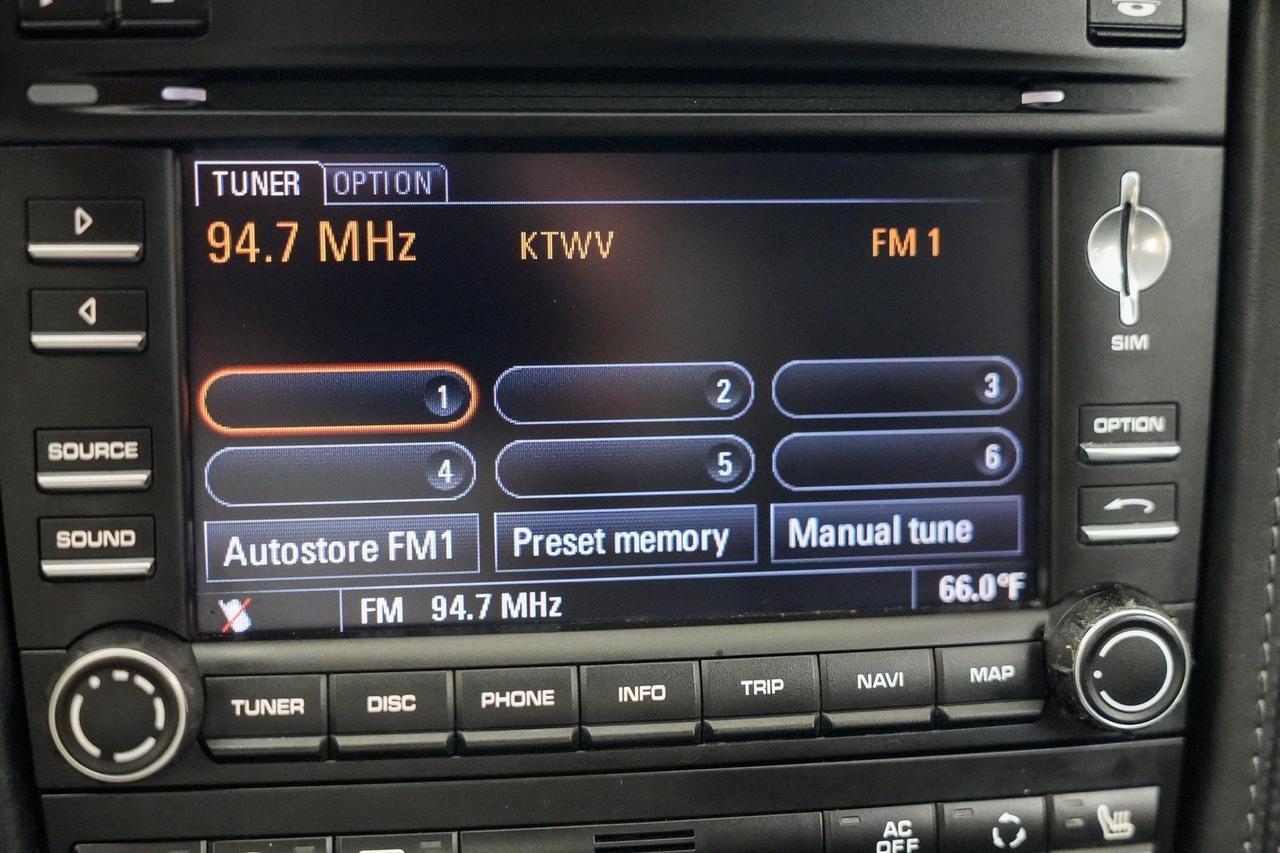 TUNER OPTION
94.7 MHz KTWV FM 1
1 2 3
4 5 6
Autostore FM1 Preset memory Manual tune
FM 94.7 MHz 66.0°F
SOURCE
SOUND
SIM
OPTION
TUNER DISC PHONE INFO TRIP NAVI MAP
AC
OFF